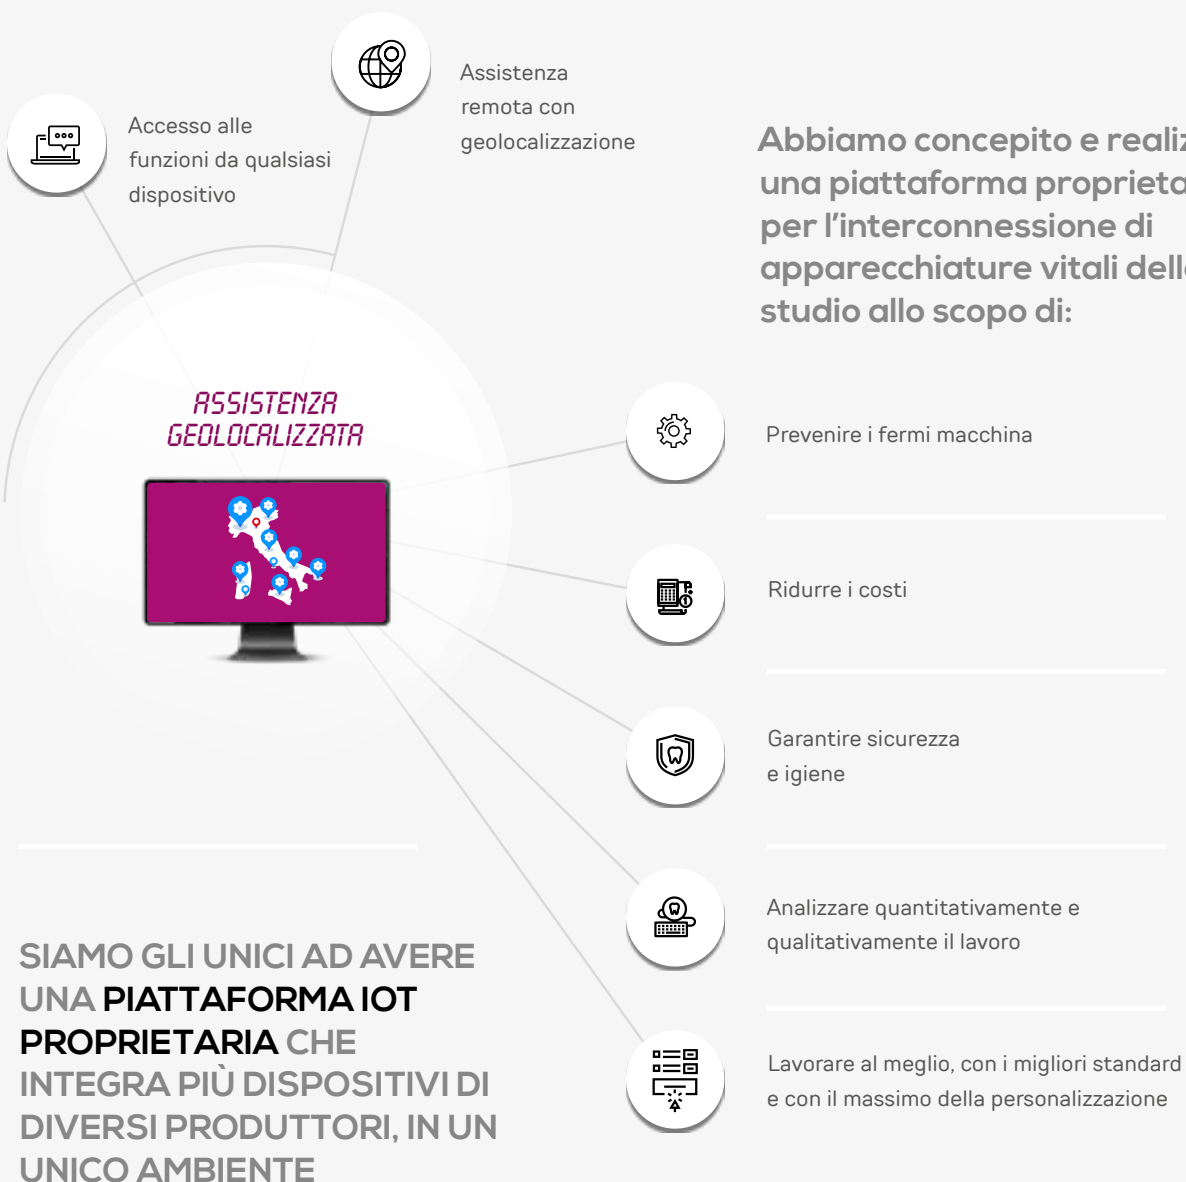 Assistenza
remota con
geolocalizzazione
Accesso alle
funzioni da qualsiasi
dispositivo
Abbiamo concepito e realiz
una piattaforma proprieta
per l’interconnessione di
apparecchiature vitali dell
studio allo scopo di:
ASSISTENZA
GEOLOCALIZZATA
Prevenire i fermi macchina
Ridurre i costi
Garantire sicurezza
e igiene
Analizzare quantitativamente e
qualitativamente il lavoro
Lavorare al meglio, con i migliori standard
e con il massimo della personalizzazione
SIAMO GLI UNICI AD AVERE
UNA PIATTAFORMA IOT
PROPRIETARIA CHE
INTEGRA PIÙ DISPOSITIVI DI
DIVERSI PRODUTTORI, IN UN
UNICO AMBIENTE